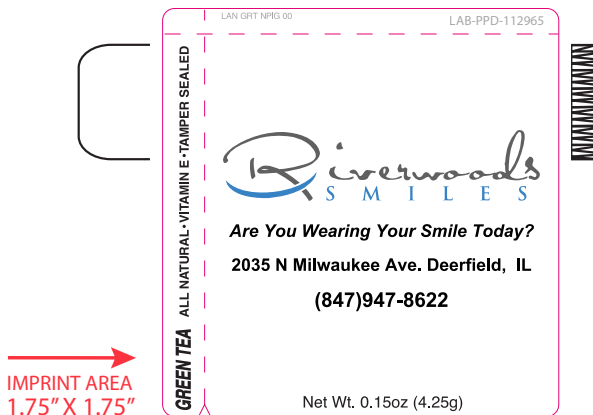 LAN GRT NPIG 00
LAB-PPD-112965
GREEN TEA ALL NATURAL • VITAMIN E • TAMPER SEALED
Riverwoods
SMILES
Are You Wearing Your Smile Today?
2035 N Milwaukee Ave. Deerfield, IL
(847)947-8622
Net Wt. 0.15oz (4.25g)
IMPRINT AREA
1.75” X 1.75”